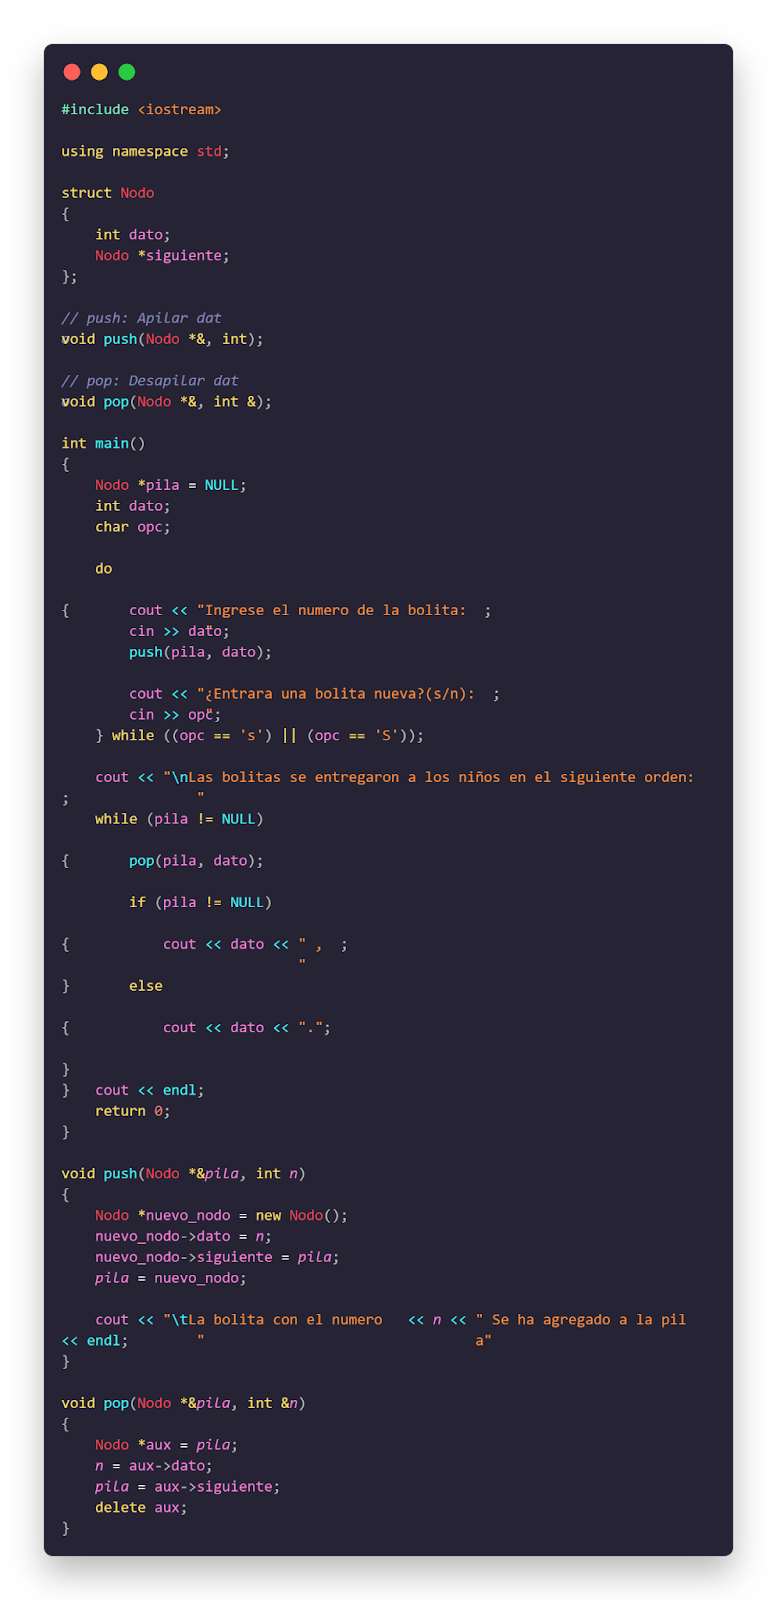 #include <iostream>
using namespace std;
struct Nodo
{
    int dato;
    Nodo *siguiente;
};
// push: Apilar dat
void push(Nodo *&, int);
// pop: Desapilar dat
void pop(Nodo *&, int &);
int main()
{
    Nodo *pila = NULL;
    int dato;
    char opc;
    do
{       cout << "Ingrese el numero de la bolita:  ;
        cin >> dato;
        push(pila, dato);
        cout << "¿Entrara una bolita nueva?(s/n):  ;
        cin >> opc;
    } while ((opc == 's') || (opc == 'S'));
    cout << "\nLas bolitas se entregaron a los niños en el siguiente orden:
;               "
    while (pila != NULL)
{       pop(pila, dato);
        if (pila != NULL)
{           cout << dato << " ,  ;
                            "
}       else
{           cout << dato << ".";
}
}   cout << endl;
    return 0;
}
void push(Nodo *&pila, int n)
{
    Nodo *nuevo_nodo = new Nodo();
    nuevo_nodo->dato = n;
    nuevo_nodo->siguiente = pila;
    pila = nuevo_nodo;
    cout << "\tLa bolita con el numero   << n << " Se ha agregado a la pil
<< endl;        "                                a"
}
void pop(Nodo *&pila, int &n)
{
    Nodo *aux = pila;
    n = aux->dato;
    pila = aux->siguiente;
    delete aux;
}